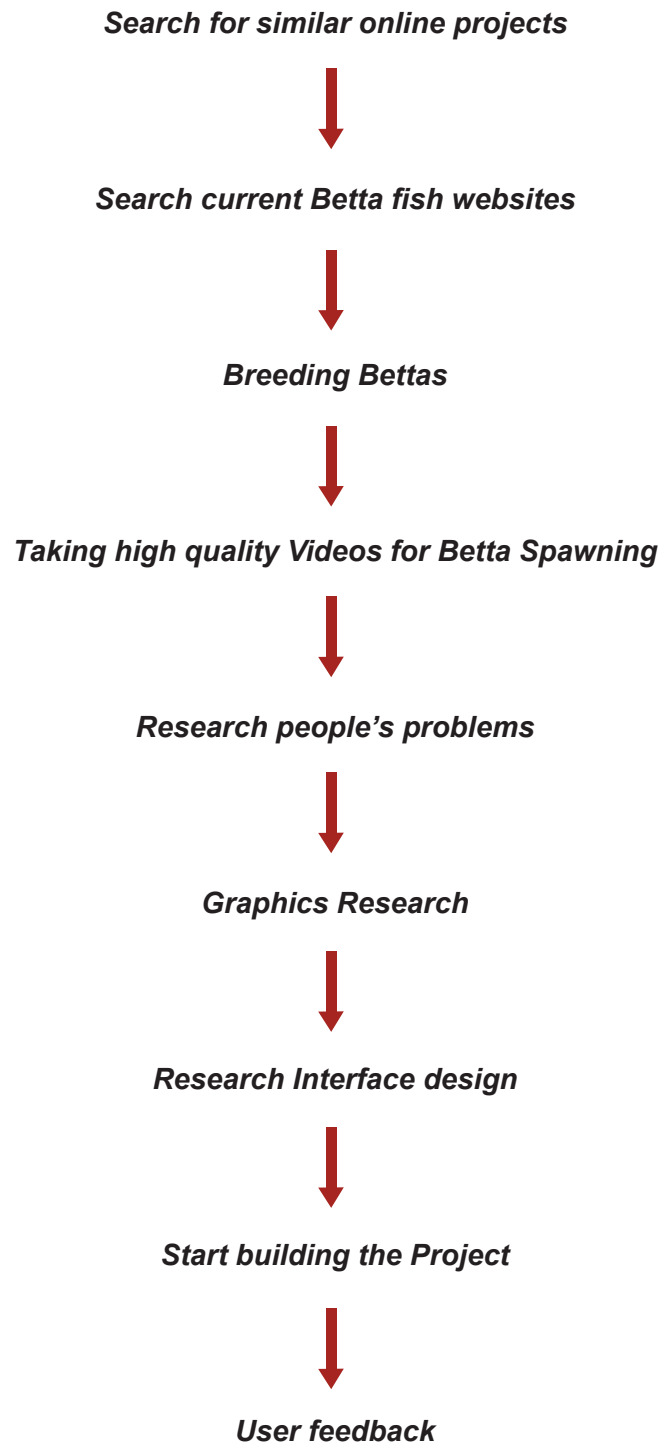 Search for similar online projects
Search current Betta fish websites
Breeding Bettas
Taking high quality Videos for Betta Spawning
Research people’s problems
Graphics Research
Research Interface design
Start building the Project
User feedback